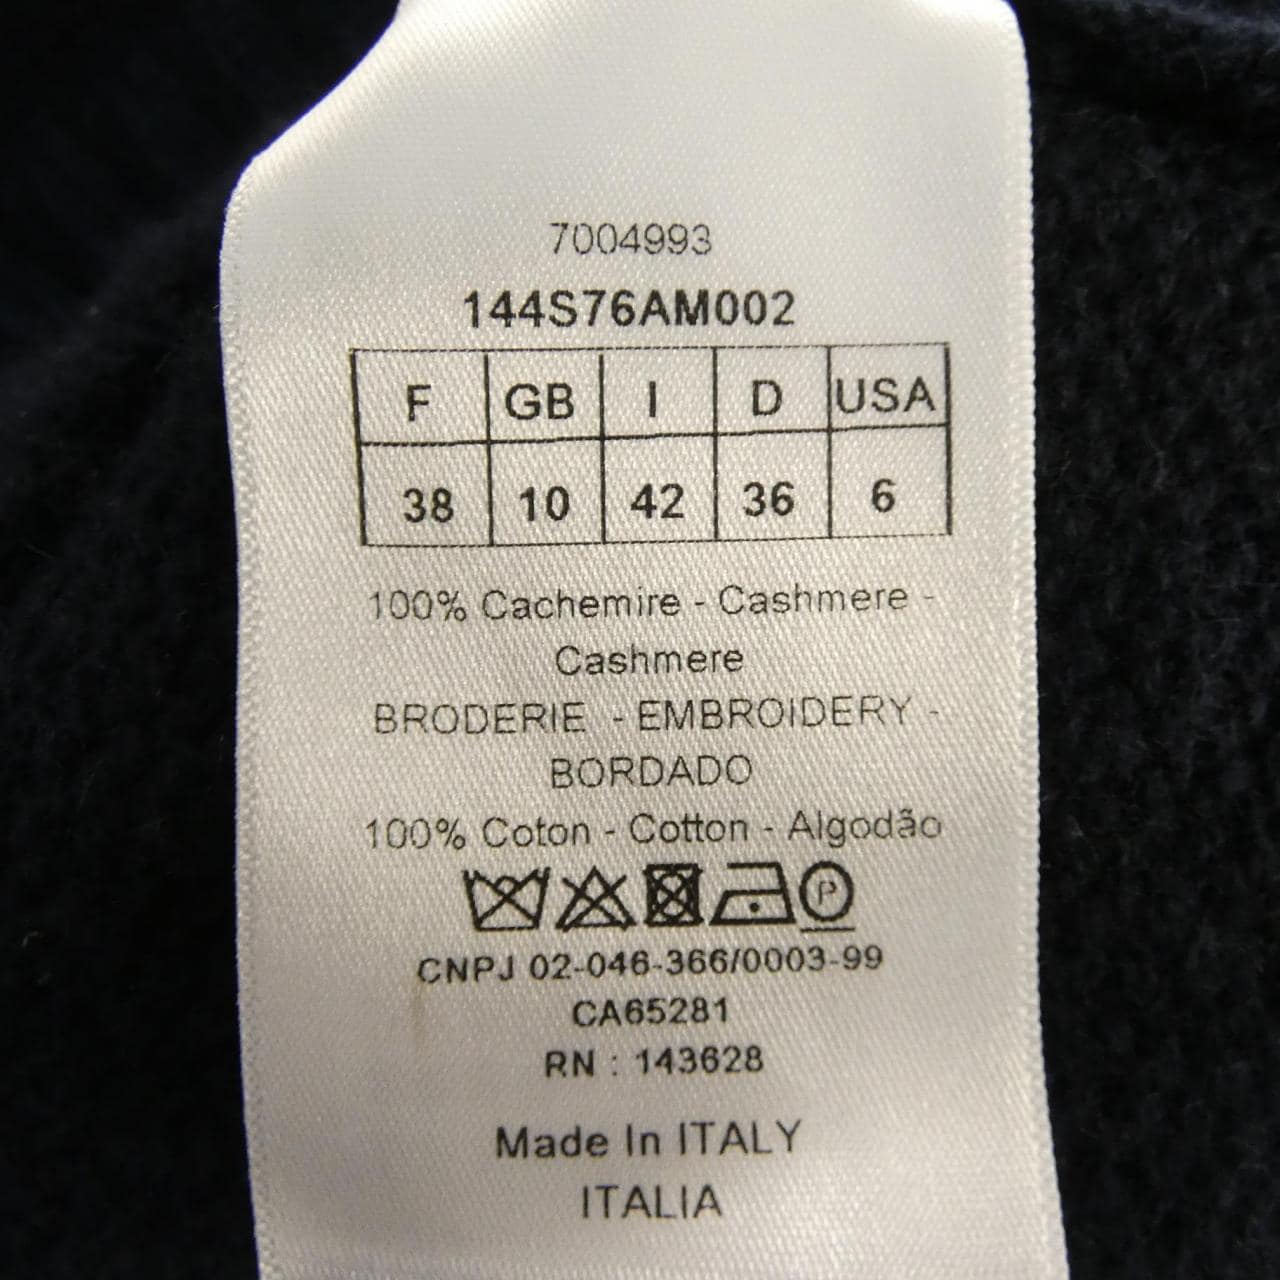 7004993
144S76AM002
F GB I D USA
38 10 42 36 6
100% Cachemire - Cashmere -
Cashmere
BRODERIE - EMBROIDERY -
BORDADO
100% Coton - Cotton - Algodão
P
CNPJ 02-046-366/0003-99
CA65281
RN : 143628
Made In ITALY
ITALIA